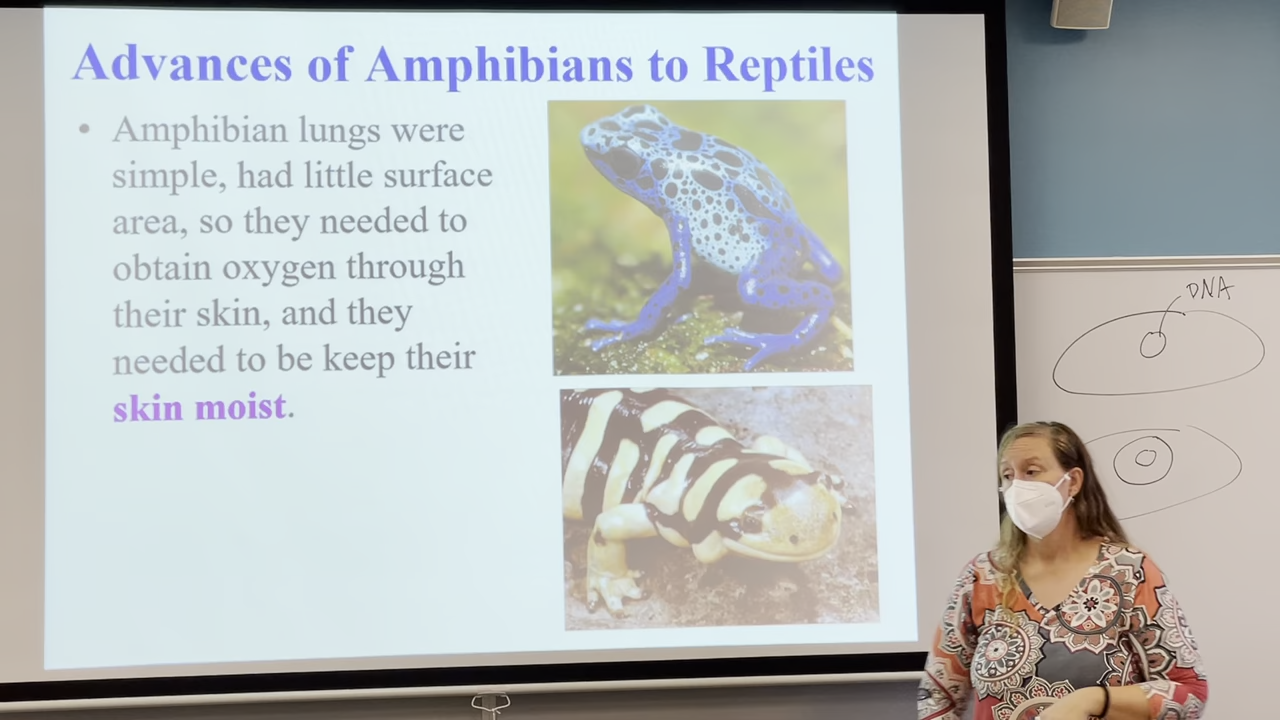 Advances of Amphibians to Reptiles
• Amphibian lungs were
simple, had little surface
area, so they needed to
obtain oxygen through
their skin, and they
needed to be keep their
skin moist.
DNA